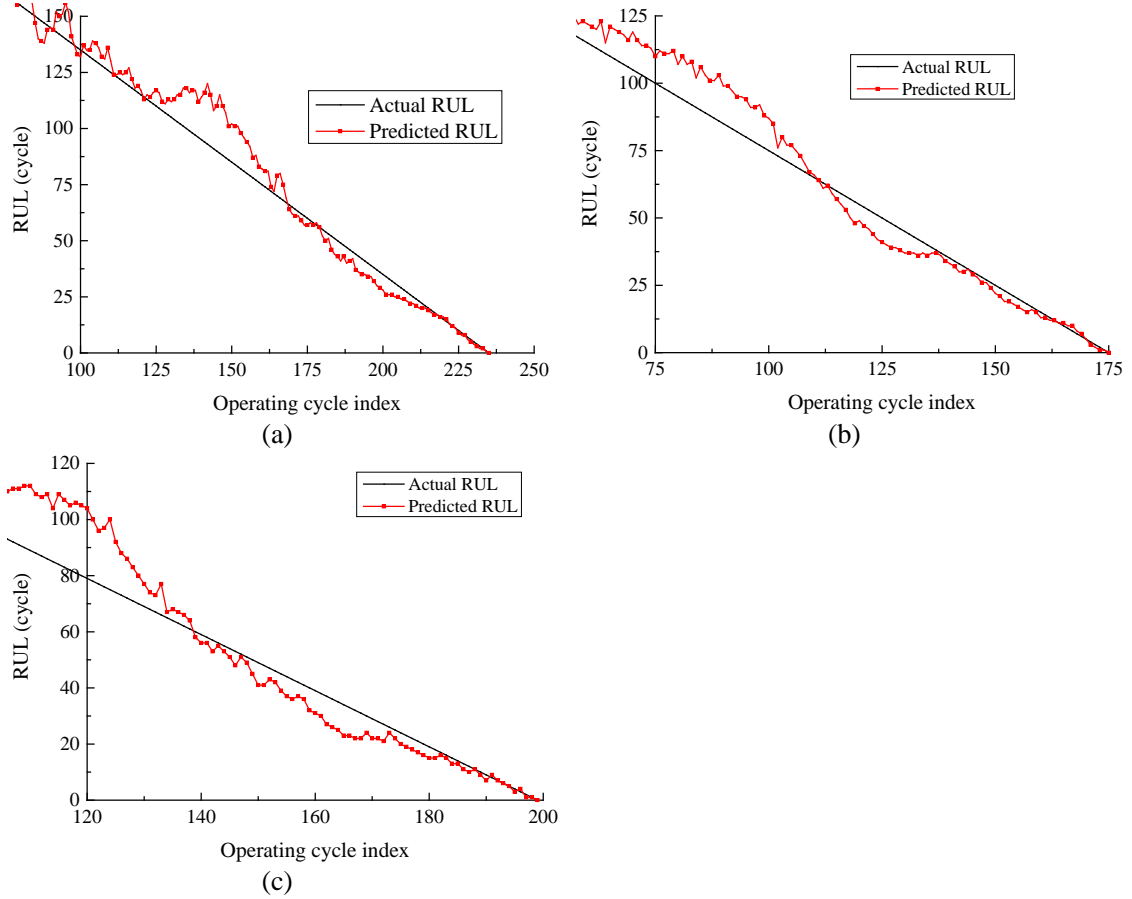 150
125
100
75
50
25
0
RUL (cycle)
Actual RUL
Predicted RUL
100 125 150 175 200 225 250
Operating cycle index
(a)
125
100
75
50
25
0
RUL (cycle)
Actual RUL
Predicted RUL
75 100 125 150 175
Operating cycle index
(b)
120
100
80
60
40
20
0
RUL (cycle)
Actual RUL
Predicted RUL
120 140 160 180 200
Operating cycle index
(c)